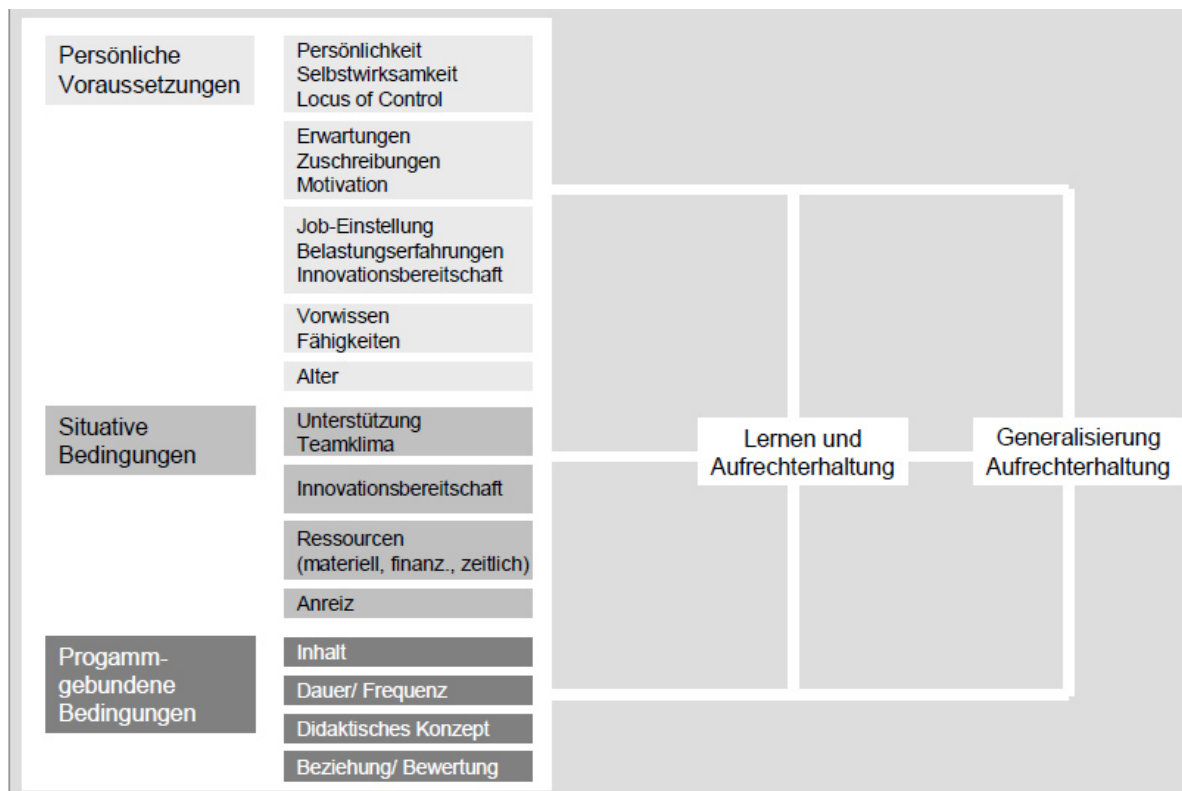 Persönliche
Voraussetzungen
Persönlichkeit
Selbstwirksamkeit
Locus of Control
Erwartungen
Zuschreibungen
Motivation
Job-Einstellung
Belastungserfahrungen
Innovationsbereitschaft
Vorwissen
Fähigkeiten
Alter
Situative
Bedingungen
Unterstützung
Teamklima
Innovationsbereitschaft
Ressourcen
(materiell, finanz., zeitlich)
Anreiz
Progamm-
gebundene
Bedingungen
Inhalt
Dauer/ Frequenz
Didaktisches Konzept
Beziehung/ Bewertung
Lernen und
Aufrechterhaltung
Generalisierung
Aufrechterhaltung